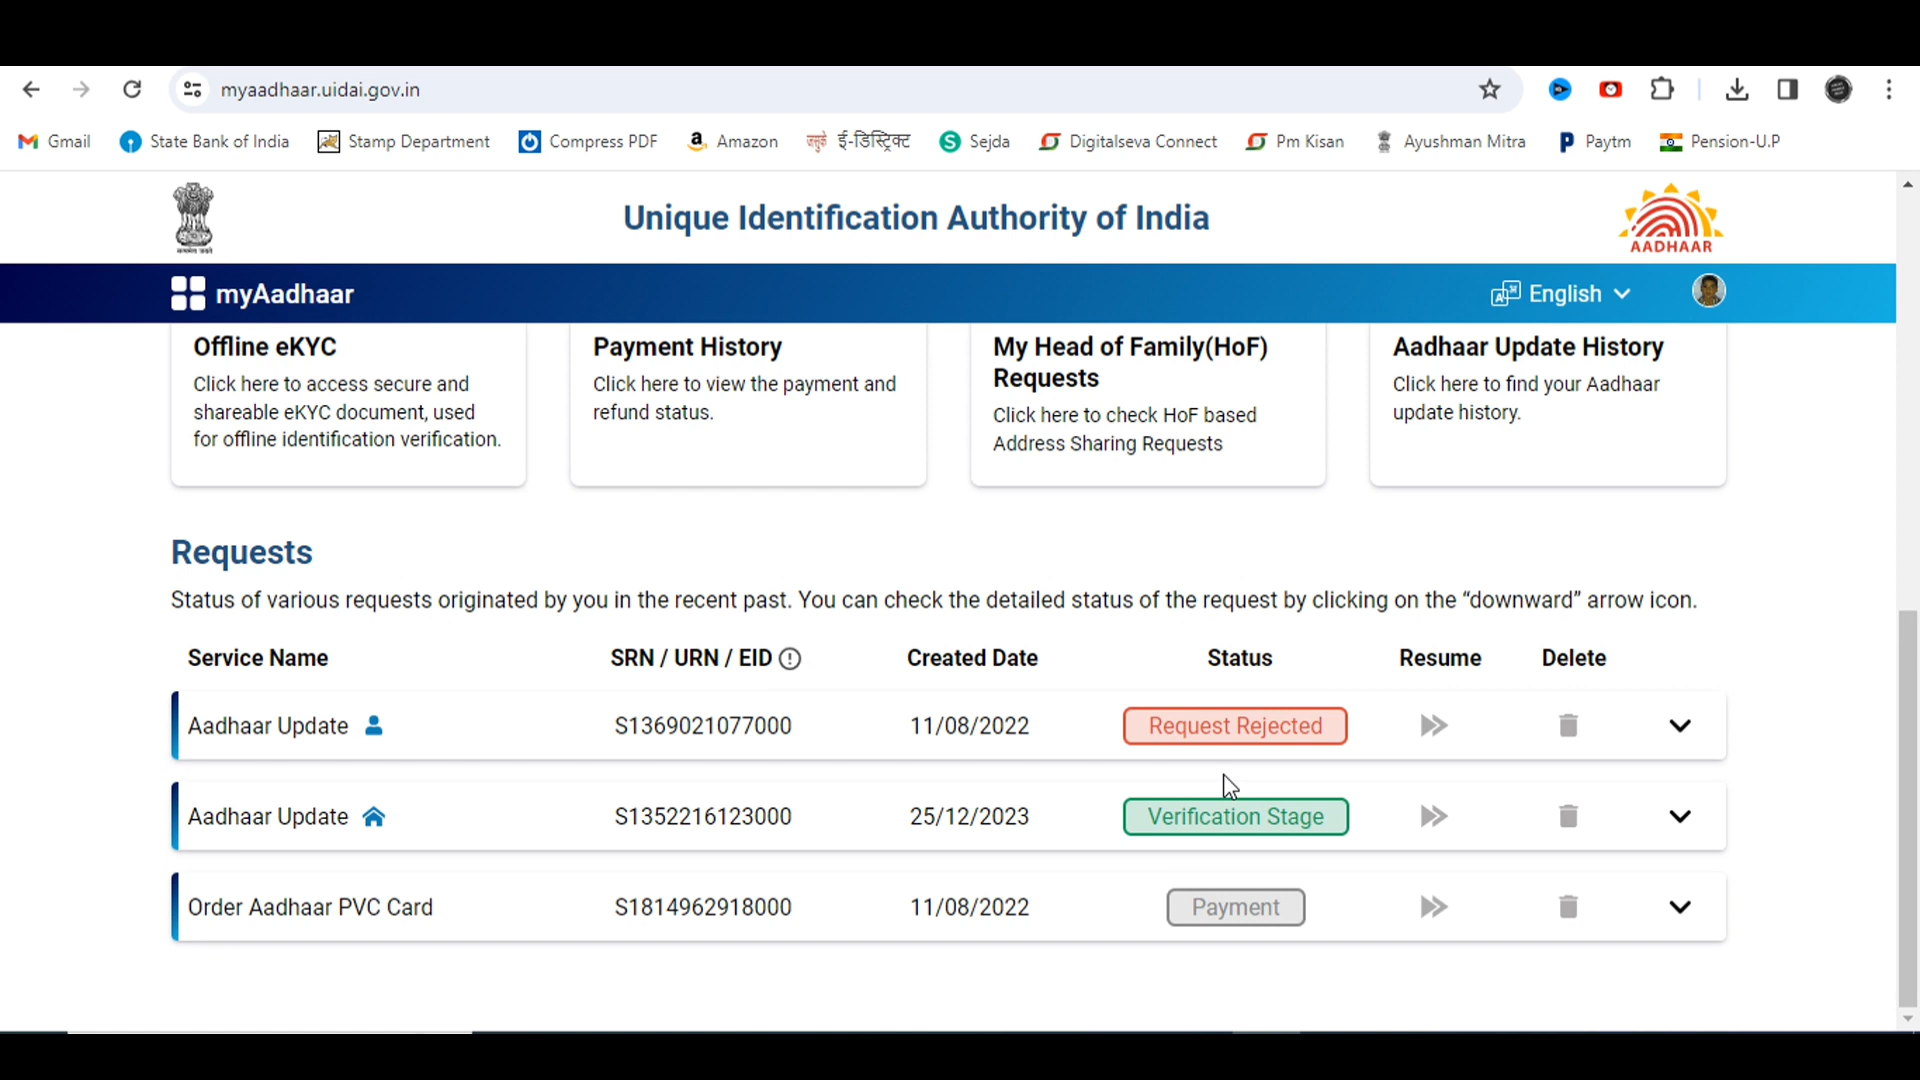 myaadhaar.uidai.gov.in
Gmail State Bank of India Stamp Department Compress PDF Amazon ई-डिस्ट्रिक्ट Sejda Digitalseva Connect Pm Kisan Ayushman Mitra Paytm Pension-U.P
Unique Identification Authority of India
AADHAAR
myAadhaar English
Offline eKYC
Click here to access secure and
shareable eKYC document, used
for offline identification verification.
Payment History
Click here to view the payment and
refund status.
My Head of Family(HoF)
Requests
Click here to check HoF based
Address Sharing Requests
Aadhaar Update History
Click here to find your Aadhaar
update history.
Requests
Status of various requests originated by you in the recent past. You can check the detailed status of the request by clicking on the “downward” arrow icon.
Service Name SRN / URN / EID Created Date Status Resume Delete
Aadhaar Update S1369021077000 11/08/2022 Request Rejected
Aadhaar Update S1352216123000 25/12/2023 Verification Stage
Order Aadhaar PVC Card S1814962918000 11/08/2022 Payment